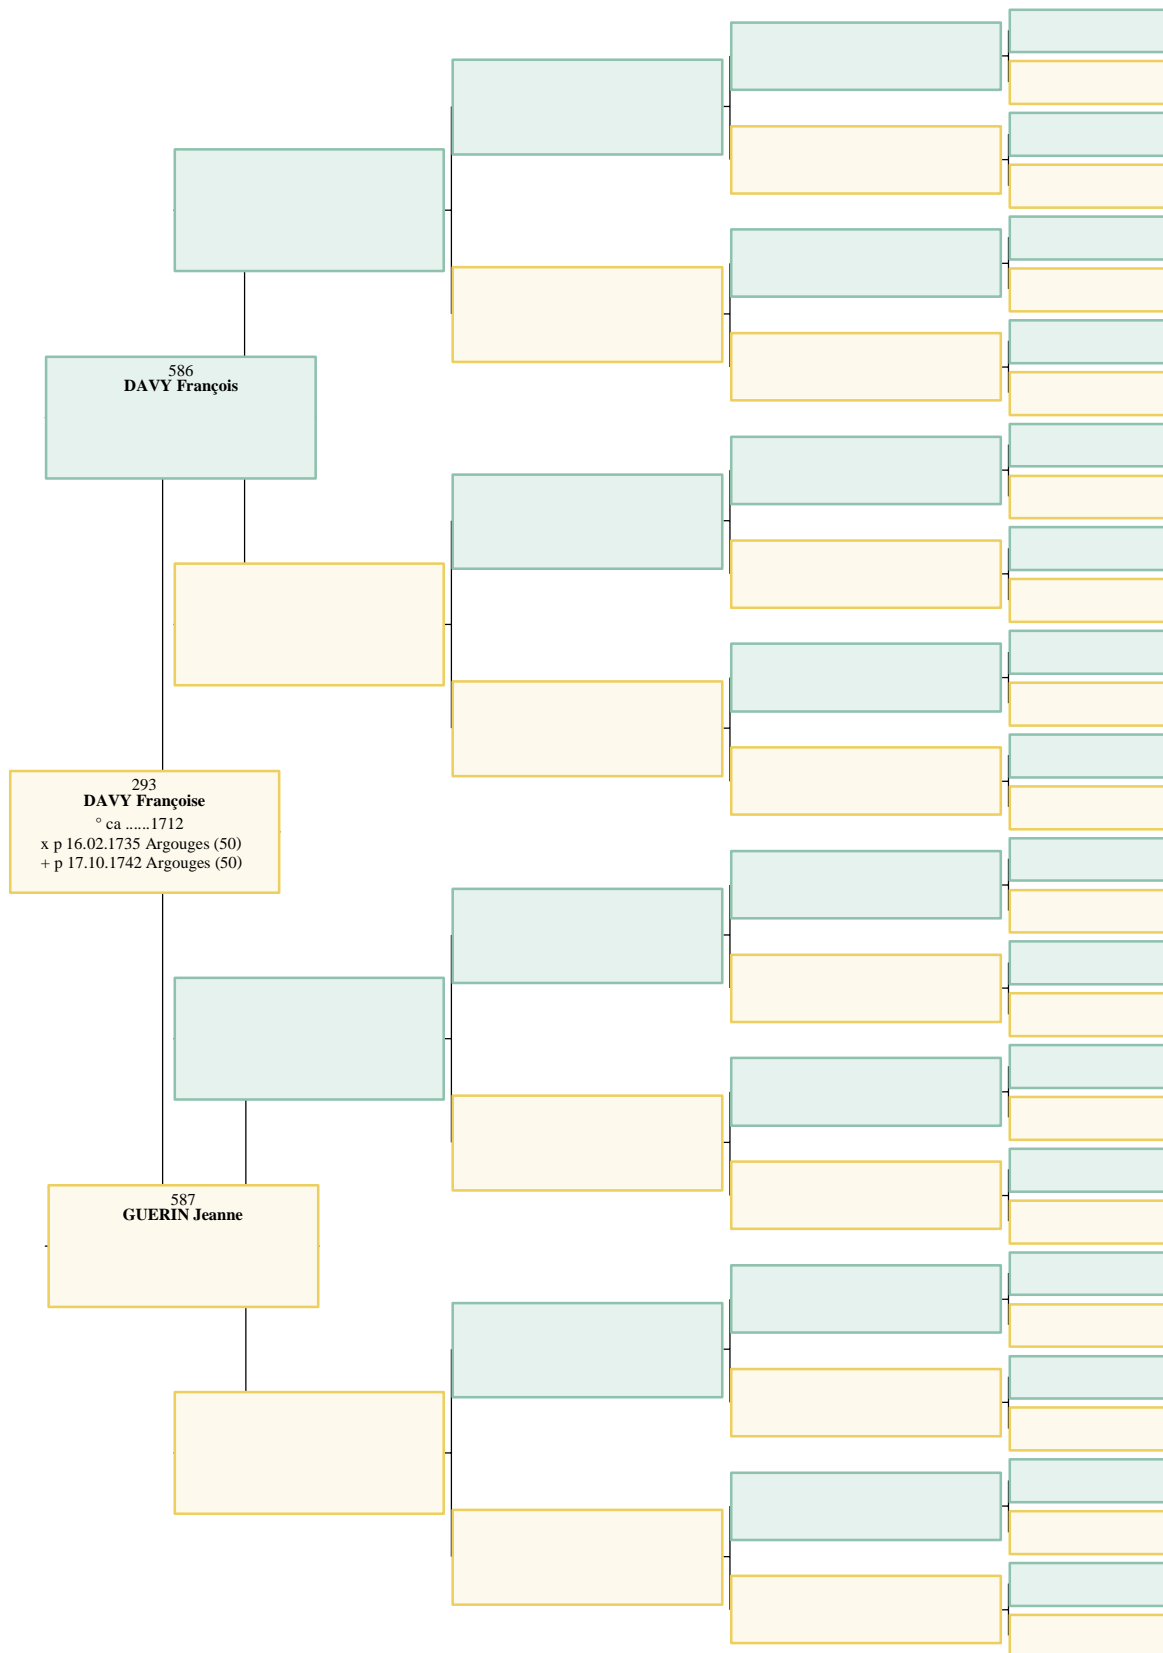 586
DAVY François
293
DAVY Françoise
° ca ......1712
x p 16.02.1735 Argouges (50)
+ p 17.10.1742 Argouges (50)
587
GUERIN Jeanne